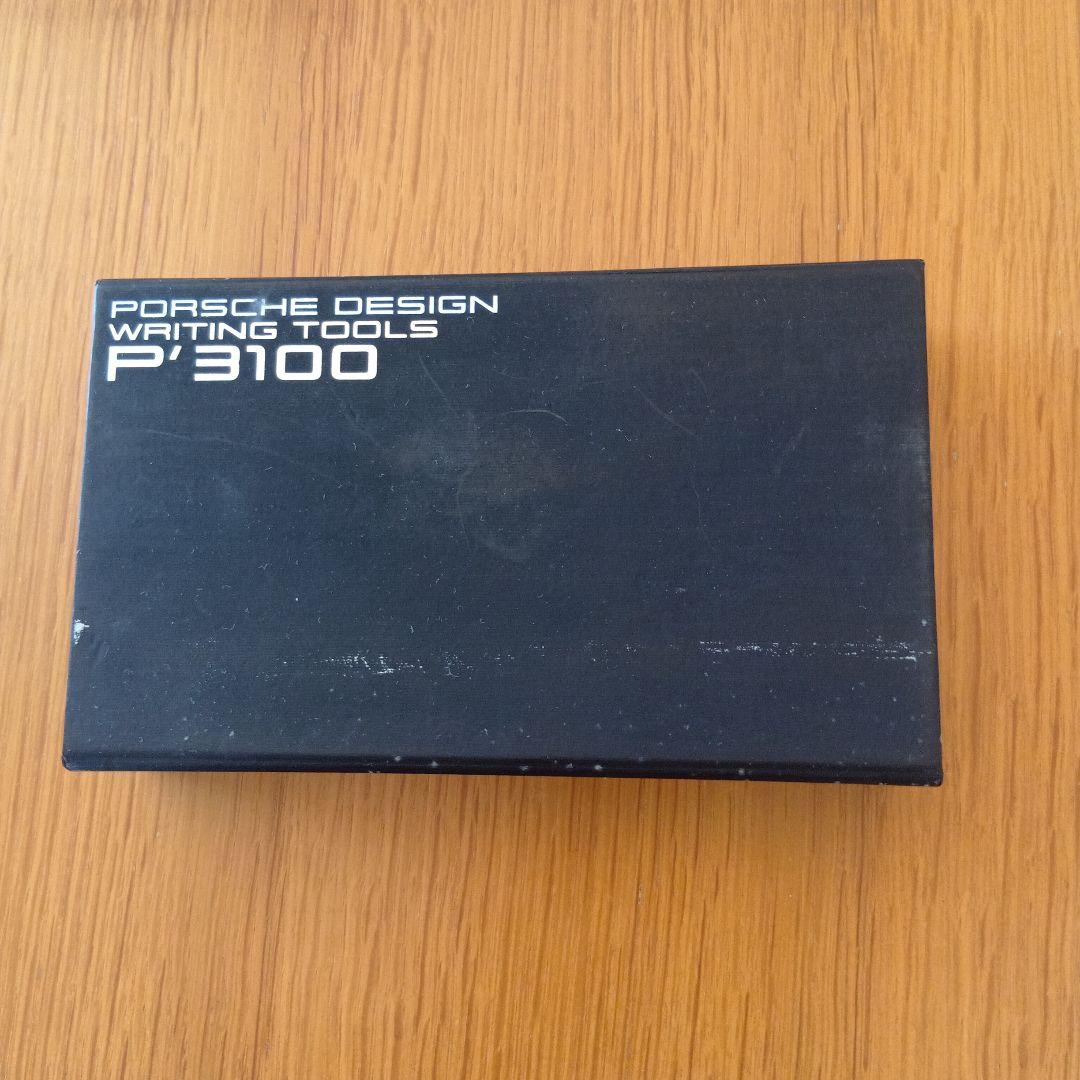 PORSCHE DESIGN
WRITING TOOLS
P'3100